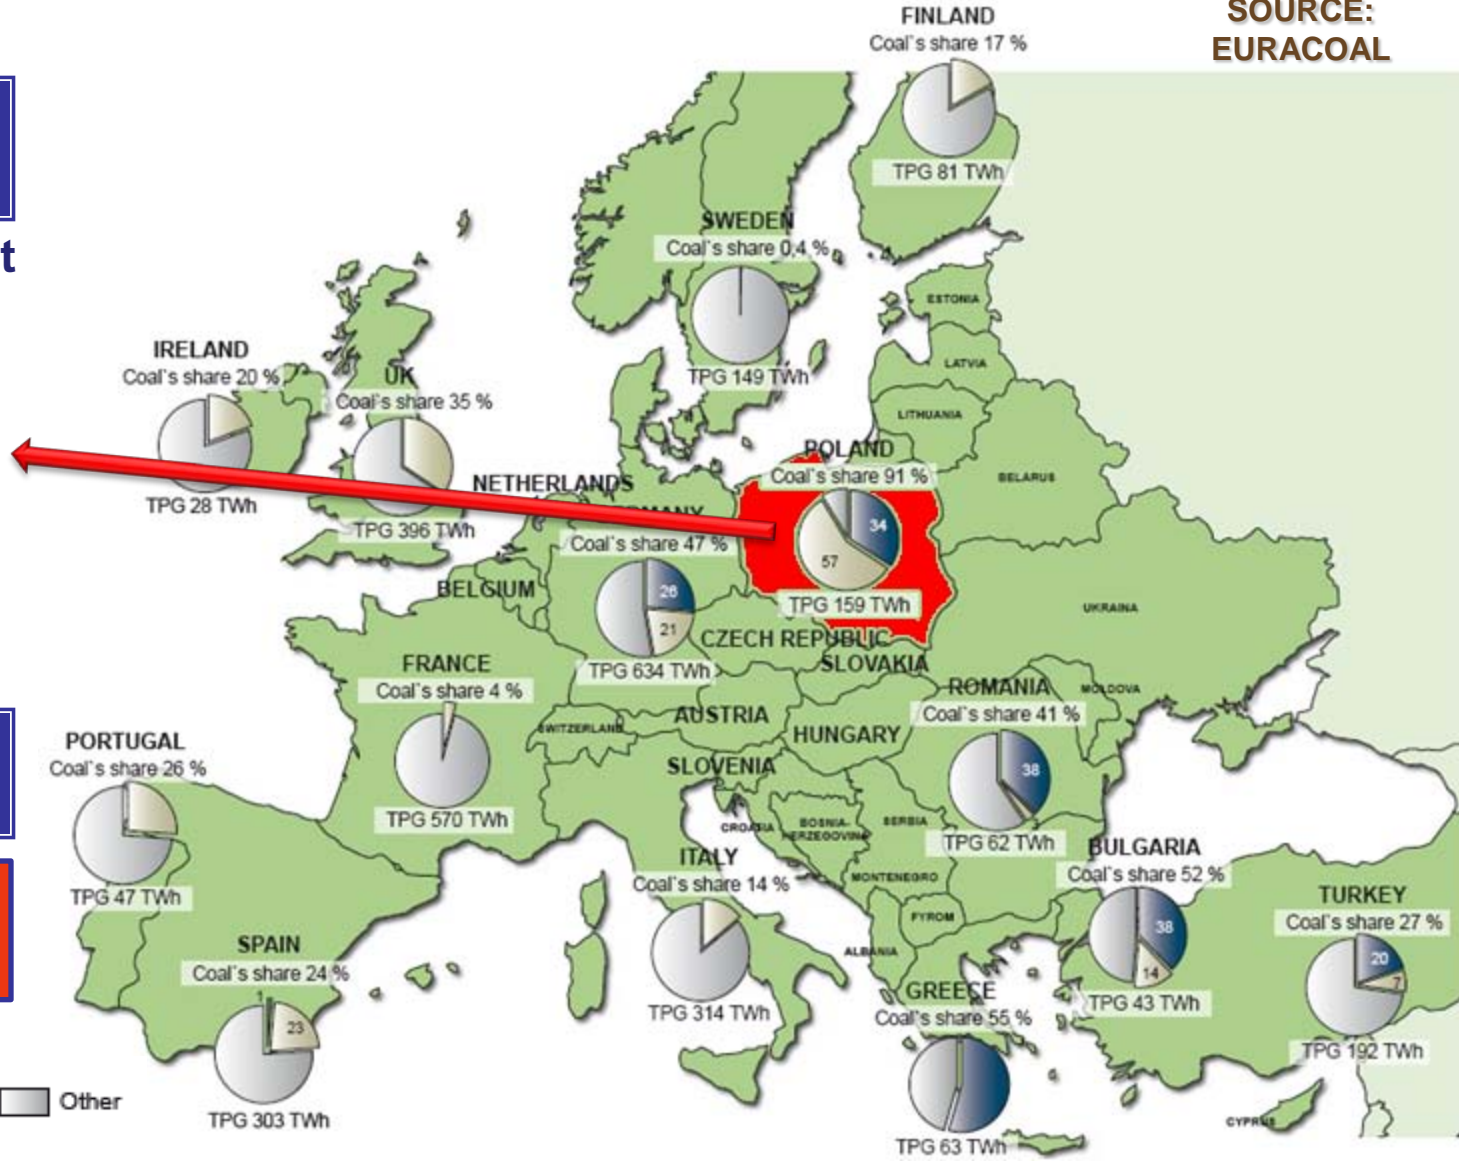 SOURCE:
EURACOAL
FINLAND
Coal`s share 17 %
TPG 81 TWh
t
SWEDEN
Coal`s share 0,4 %
TPG 149 TWh
ESTONIA
LATVIA
LITHUANIA
BELARUS
IRELAND
Coal`s share 20 %
TPG 28 TWh
UK
Coal`s share 35 %
TPG 396 TWh
NETHERLANDS
POLAND
Coal`s share 91 %
34
57
TPG 159 TWh
Coal`s share 47 %
26
21
TPG 634 TWh
BELGIUM
CZECH REPUBLIC
SLOVAKIA
UKRAINA
MOLDOVA
FRANCE
Coal`s share 4 %
TPG 570 TWh
SWITZERLAND
AUSTRIA
HUNGARY
SLOVENIA
ROMANIA
Coal`s share 41 %
38
3
TPG 62 TWh
PORTUGAL
Coal`s share 26 %
TPG 47 TWh
CROATIA
BOSNIA-
HERZEGOVINA
SERBIA
MONTENEGRO
FYROM
ALBANIA
ITALY
Coal`s share 14 %
TPG 314 TWh
BULGARIA
Coal`s share 52 %
38
14
TPG 43 TWh
TURKEY
Coal`s share 27 %
20
7
TPG 192 TWh
SPAIN
Coal`s share 24 %
1
23
TPG 303 TWh
GREECE
Coal`s share 55 %
TPG 63 TWh
CYPRUS
Other